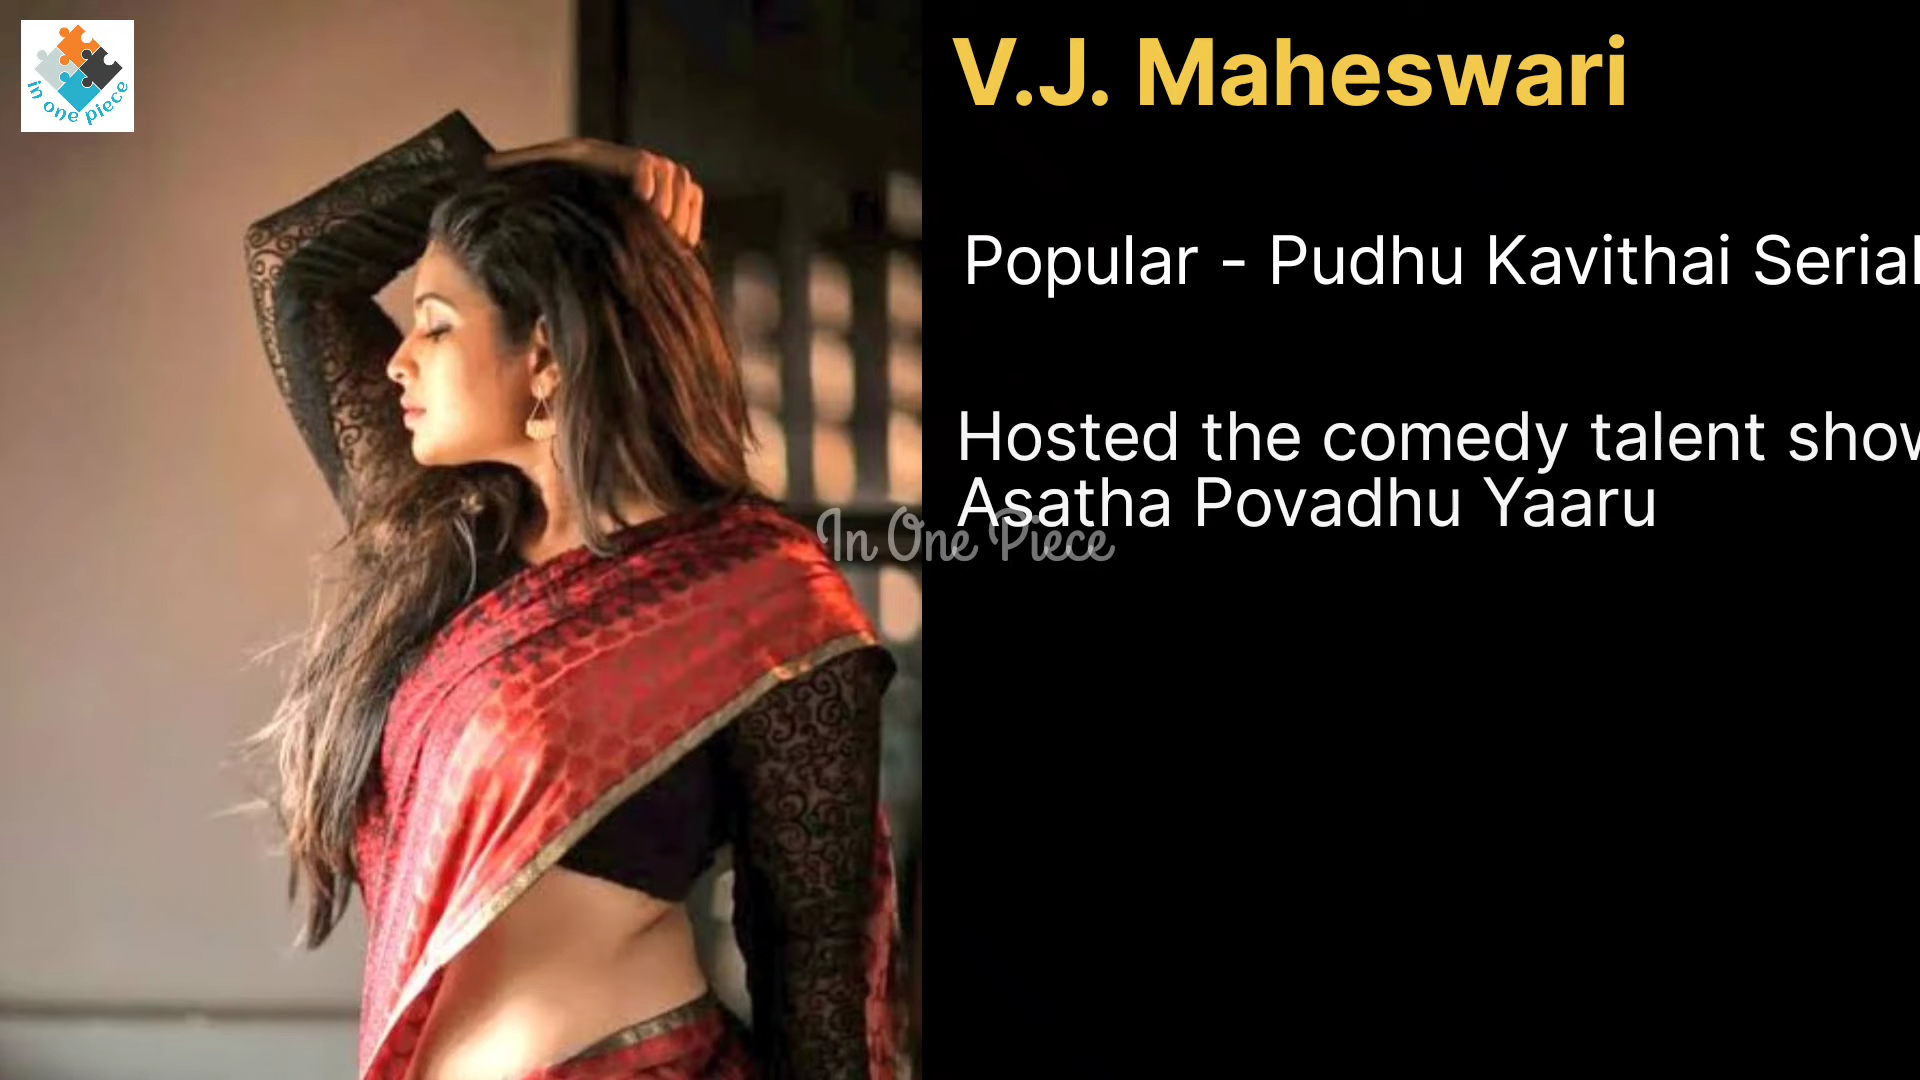 in one piece
V.J. Maheswari
Popular - Pudhu Kavithai Serial
Hosted the comedy talent show
Asatha Povadhu Yaaru
In One Piece